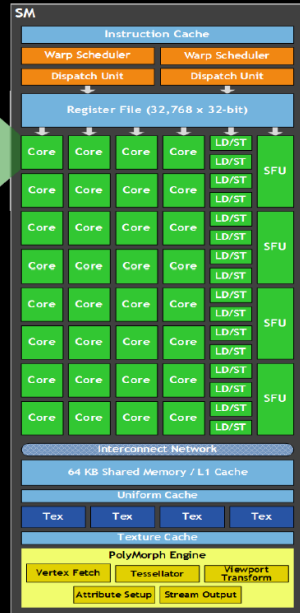 SM
Instruction Cache
Warp Scheduler Warp Scheduler
Dispatch Unit Dispatch Unit
Register File (32,768 x 32-bit)
LD/ST
Core Core Core Core LD/ST SFU
LD/ST
Core Core Core Core LD/ST
LD/ST
Core Core Core Core LD/ST SFU
LD/ST
Core Core Core Core LD/ST
LD/ST
Core Core Core Core LD/ST SFU
LD/ST
Core Core Core Core LD/ST
LD/ST
Core Core Core Core LD/ST SFU
LD/ST
Core Core Core Core LD/ST
Interconnect Network
64 KB Shared Memory / L1 Cache
Uniform Cache
Tex Tex Tex Tex
Texture Cache
PolyMorph Engine
Vertex Fetch Tessellator Viewport Transform
Attribute Setup Stream Output